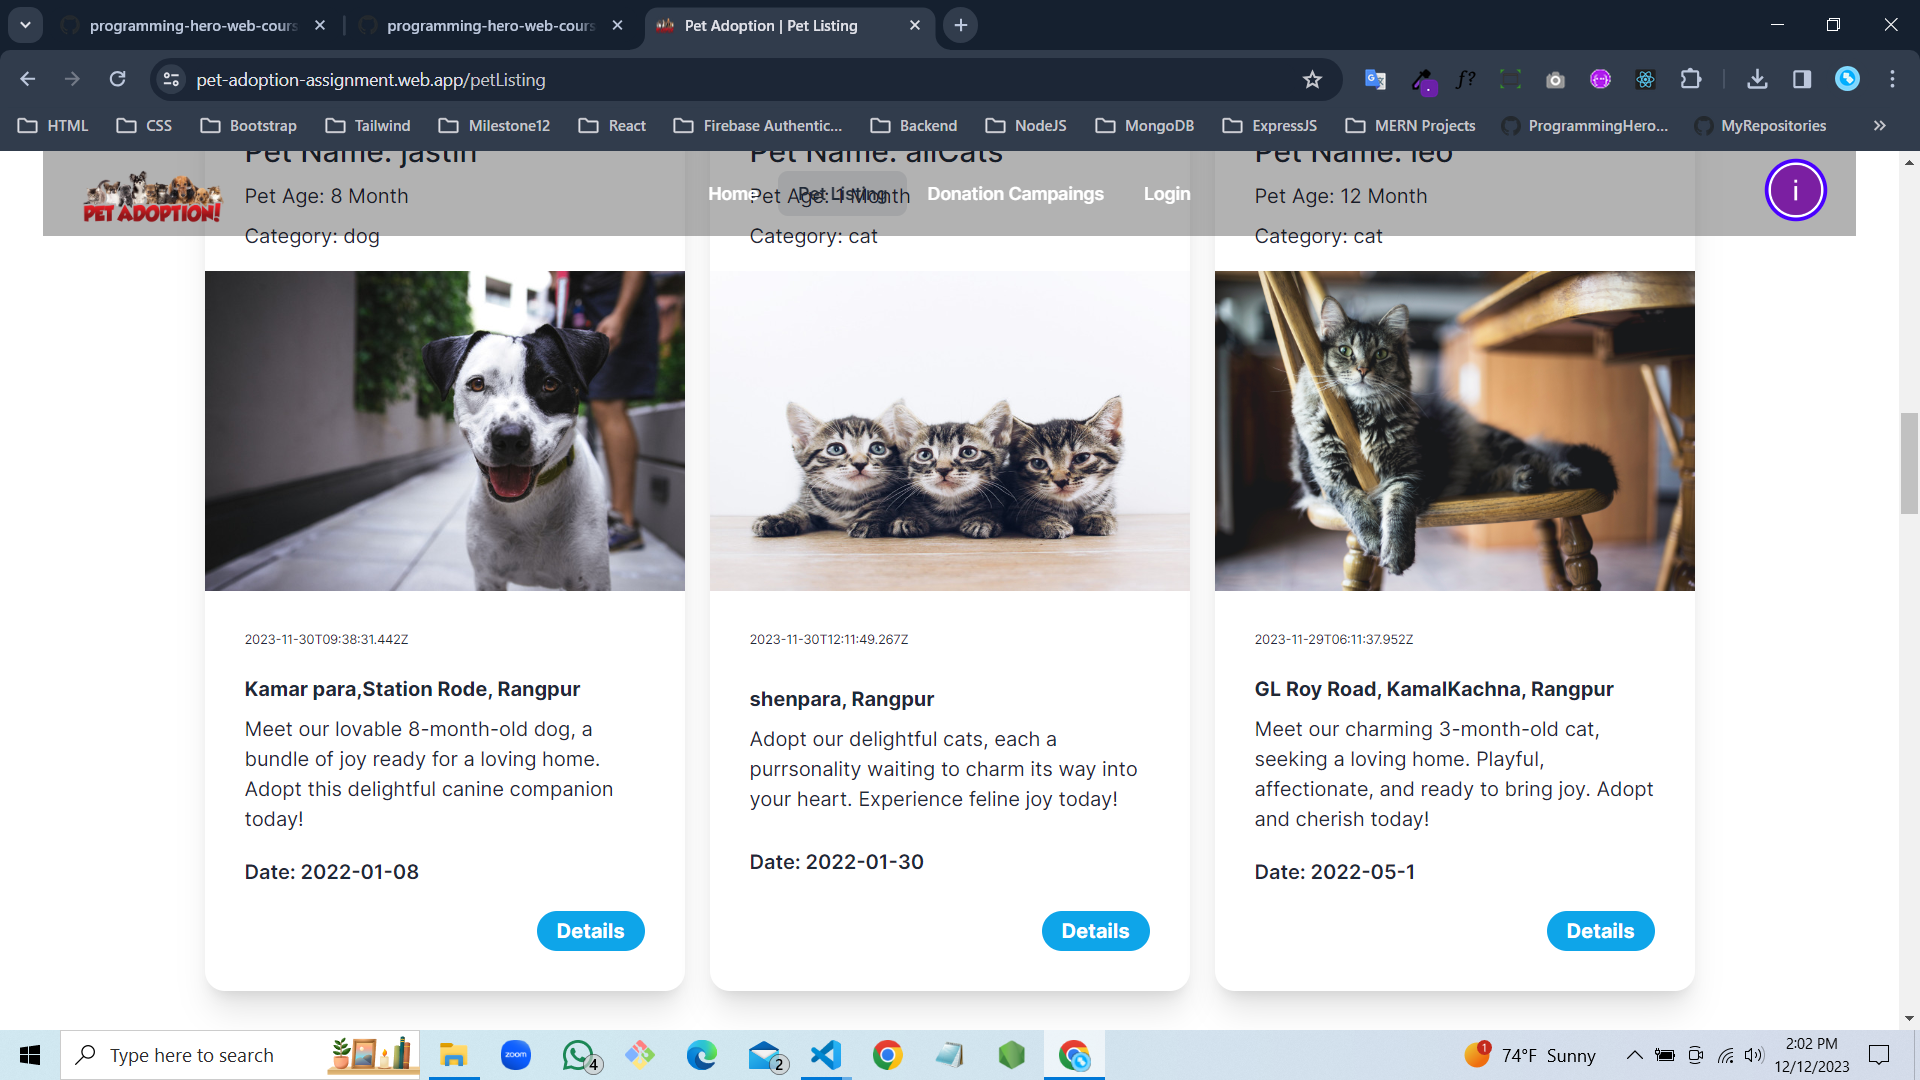 programming-hero-web-cours
programming-hero-web-cours
Pet Adoption | Pet Listing
pet-adoption-assignment.web.app/petListing
HTML
CSS
Bootstrap
Tailwind
Milestone12
React
Firebase Authentic...
Backend
NodeJS
MongoDB
ExpressJS
MERN Projects
ProgrammingHero...
MyRepositories
PET ADOPTION!
Home
Pet Listing
Donation Campaings
Login
i
Pet Name: jastin
Pet Age: 8 Month
Category: dog
2023-11-30T09:38:31.442Z
Kamar para,Station Rode, Rangpur
Meet our lovable 8-month-old dog, a
bundle of joy ready for a loving home.
Adopt this delightful canine companion
today!
Date: 2022-01-08
Details
Pet Name: allCats
Pet Age: 1 Month
Category: cat
2023-11-30T12:11:49.267Z
shenpara, Rangpur
Adopt our delightful cats, each a
purrsonality waiting to charm its way into
your heart. Experience feline joy today!
Date: 2022-01-30
Details
Pet Name: leo
Pet Age: 12 Month
Category: cat
2023-11-29T06:11:37.952Z
GL Roy Road, KamalKachna, Rangpur
Meet our charming 3-month-old cat,
seeking a loving home. Playful,
affectionate, and ready to bring joy. Adopt
and cherish today!
Date: 2022-05-1
Details
Type here to search
zoom
4
2
1
74°F Sunny
2:02 PM
12/12/2023